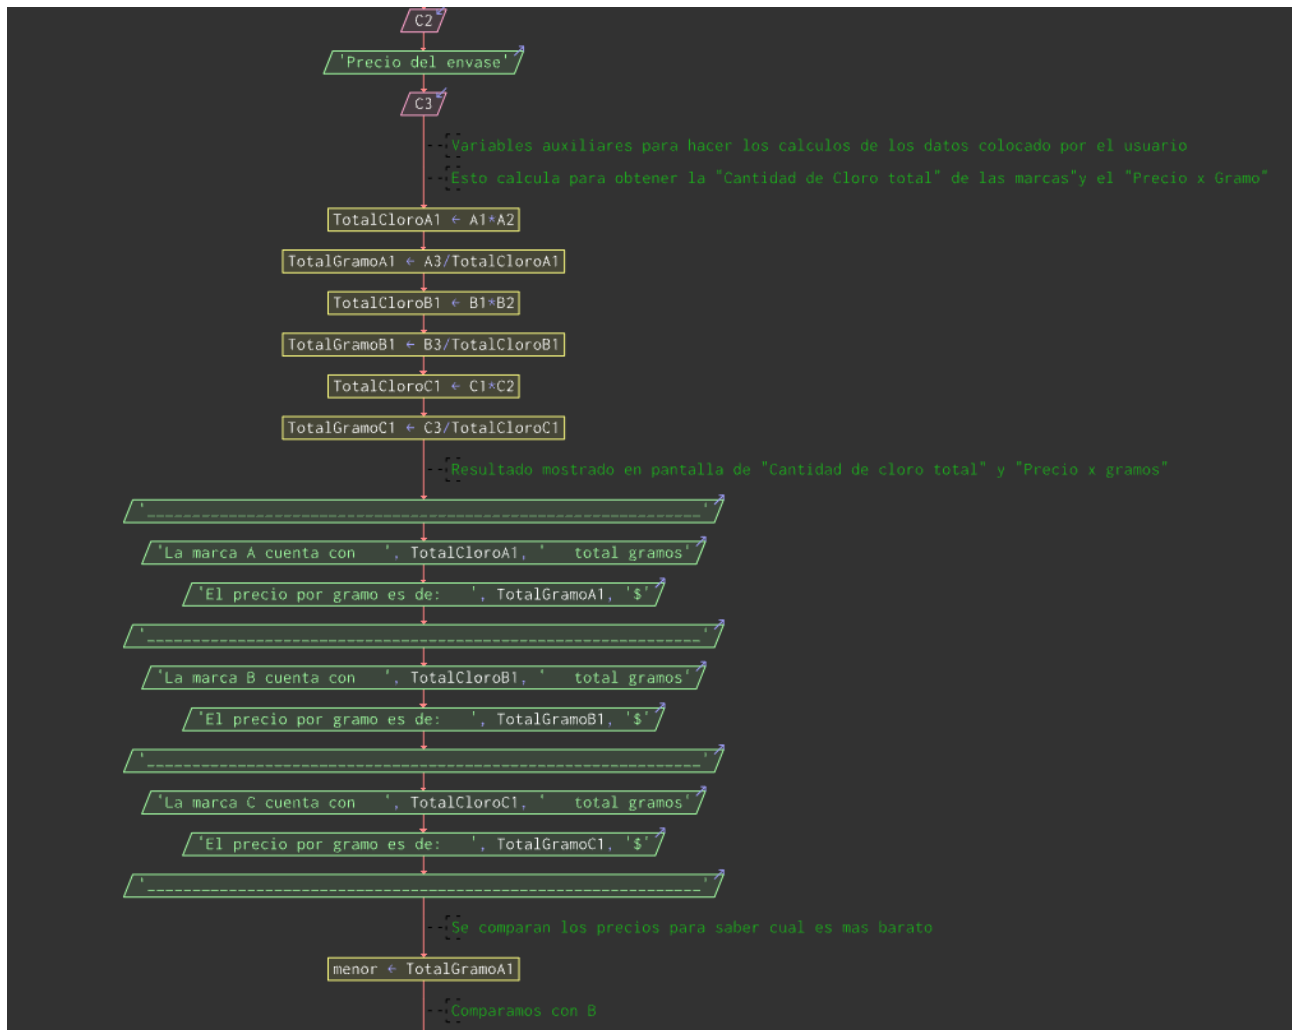 C2
'Precio del envase'
C3
Variables auxiliares para hacer los calculos de los datos colocado por el usuario
Esto calcula para obtener la "Cantidad de Cloro total" de las marcas"y el "Precio x Gramo"
TotalCloroA1 ← A1*A2
TotalGramoA1 ← A3/TotalCloroA1
TotalCloroB1 ← B1*B2
TotalGramoB1 ← B3/TotalCloroB1
TotalCloroC1 ← C1*C2
TotalGramoC1 ← C3/TotalCloroC1
Resultado mostrado en pantalla de "Cantidad de cloro total" y "Precio x gramos"
'_____________________________________________________________'
'La marca A cuenta con   ', TotalCloroA1, '   total gramos'
'El precio por gramo es de:   ', TotalGramoA1, '$'
'_____________________________________________________________'
'La marca B cuenta con   ', TotalCloroB1, '   total gramos'
'El precio por gramo es de:   ', TotalGramoB1, '$'
'_____________________________________________________________'
'La marca C cuenta con   ', TotalCloroC1, '   total gramos'
'El precio por gramo es de:   ', TotalGramoC1, '$'
'_____________________________________________________________'
Se comparan los precios para saber cual es mas barato
menor ← TotalGramoA1
Comparamos con B